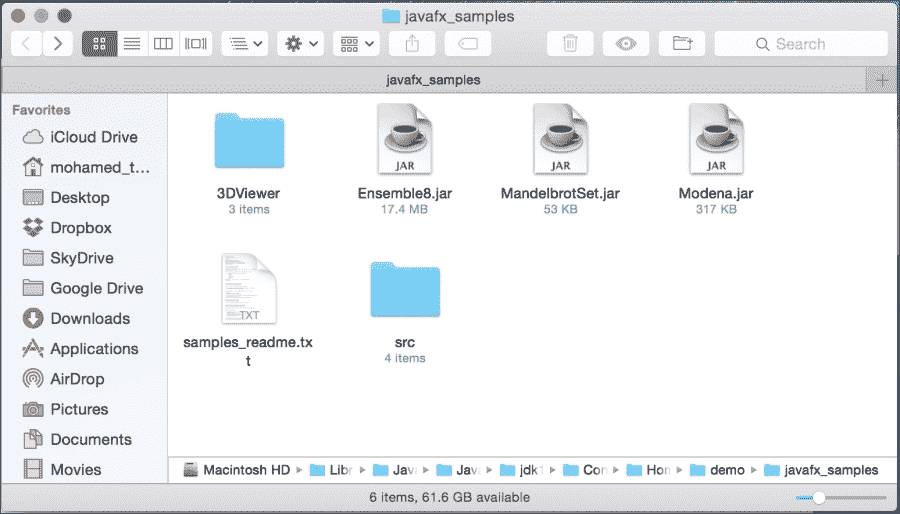 javafx_samples
Search
javafx_samples
Favorites
iCloud Drive
mohamed_t...
Desktop
Dropbox
SkyDrive
Google Drive
Downloads
Applications
AirDrop
Pictures
Documents
Movies
3DViewer
3 items
JAR
Ensemble8.jar
17.4 MB
JAR
MandelbrotSet.jar
53 KB
JAR
Modena.jar
317 KB
TXT
samples_readme.tx
t
src
4 items
Macintosh HD ▸ Libr ▸ Java ▸ Java ▸ jdk1 ▸ Con ▸ Hom ▸ demo ▸ javafx_samples
6 items, 61.6 GB available